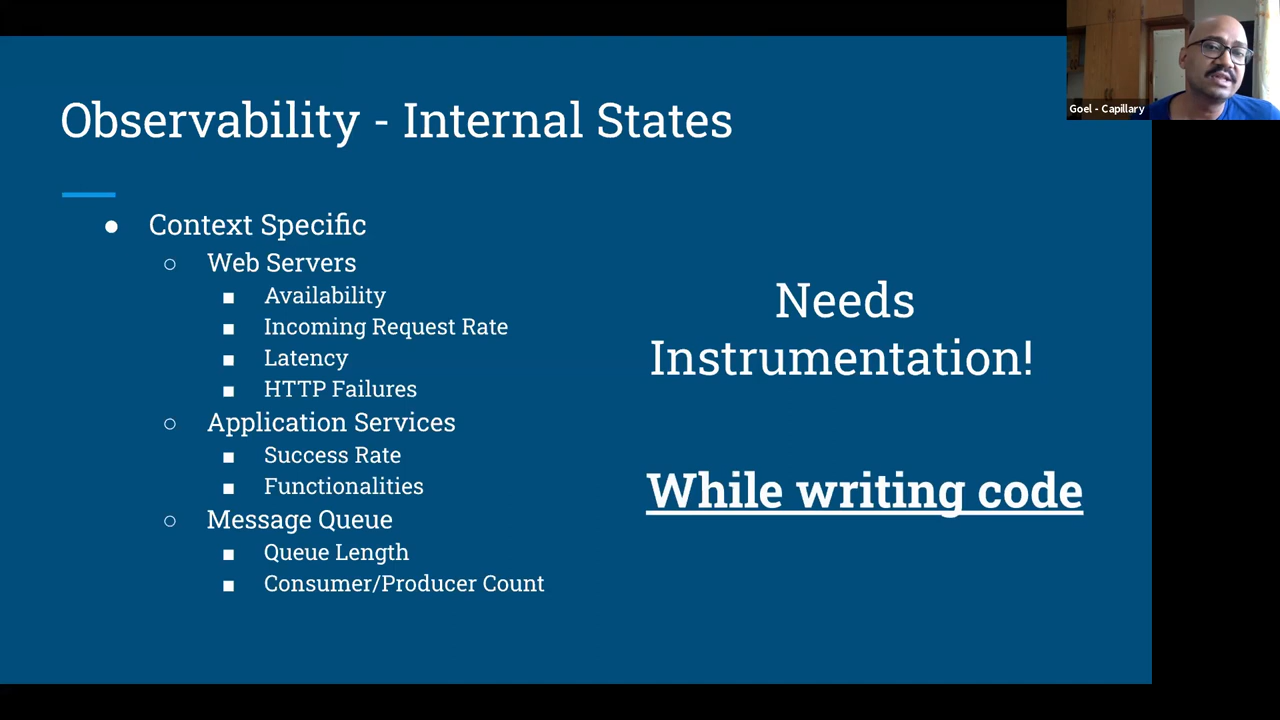 Goel - Capillary
Observability - Internal States
● Context Specific
○ Web Servers
■ Availability
■ Incoming Request Rate
■ Latency
■ HTTP Failures
○ Application Services
■ Success Rate
■ Functionalities
○ Message Queue
■ Queue Length
■ Consumer/Producer Count
Needs
Instrumentation!
While writing code